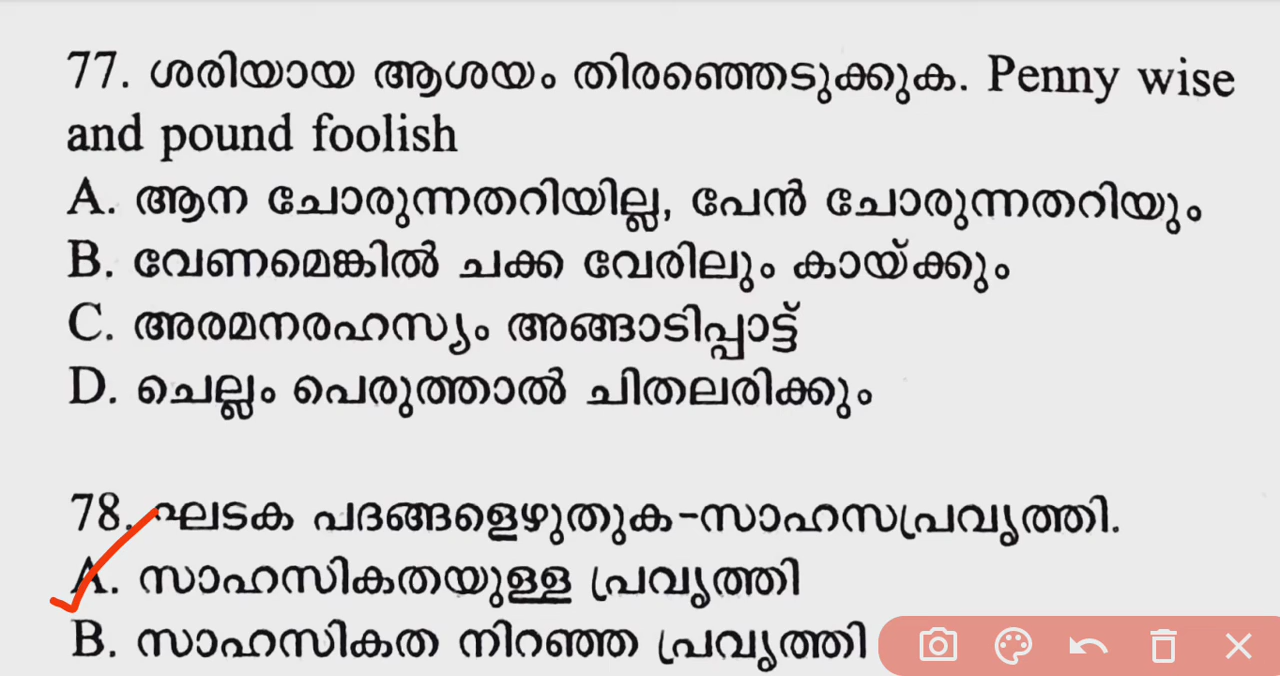 77. ശരിയായ ആശയം തിരഞ്ഞെടുക്കുക. Penny wise
and pound foolish
A. ആന ചോരുന്നതറിയില്ല, പേൻ ചോരുന്നതറിയും
B. വേണമെങ്കിൽ ചക്ക വേരിലും കായ്ക്കും
C. അരമനരഹസ്യം അങ്ങാടിപ്പാട്ട്
D. ചെല്ലം പെരുത്താൽ ചിതലരിക്കും
78. ഘടക പദങ്ങളെഴുതുക-സാഹസപ്രവൃത്തി.
A. സാഹസികതയുള്ള പ്രവൃത്തി
B. സാഹസികത നിറഞ്ഞ പ്രവൃത്തി